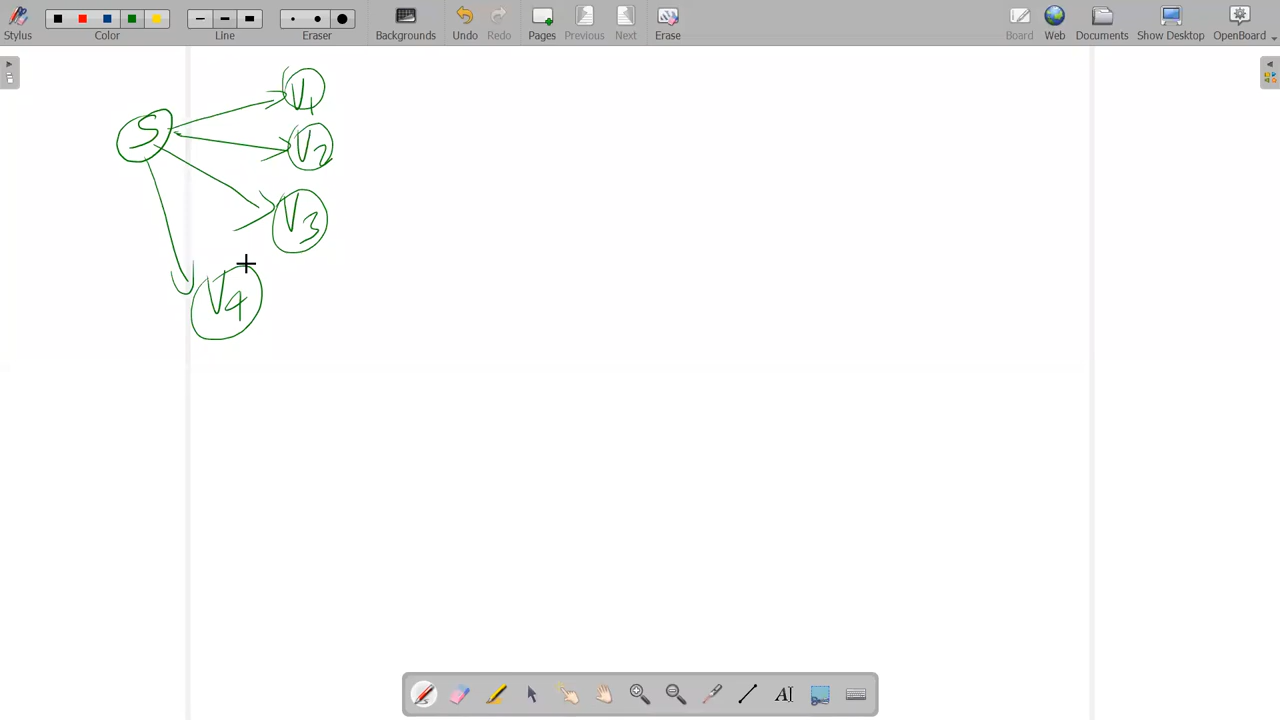 Stylus Color Line Eraser Backgrounds Undo Redo Pages Previous Next Erase Board Web Documents Show Desktop OpenBoard
V1
S
V2
V3
V4
AI